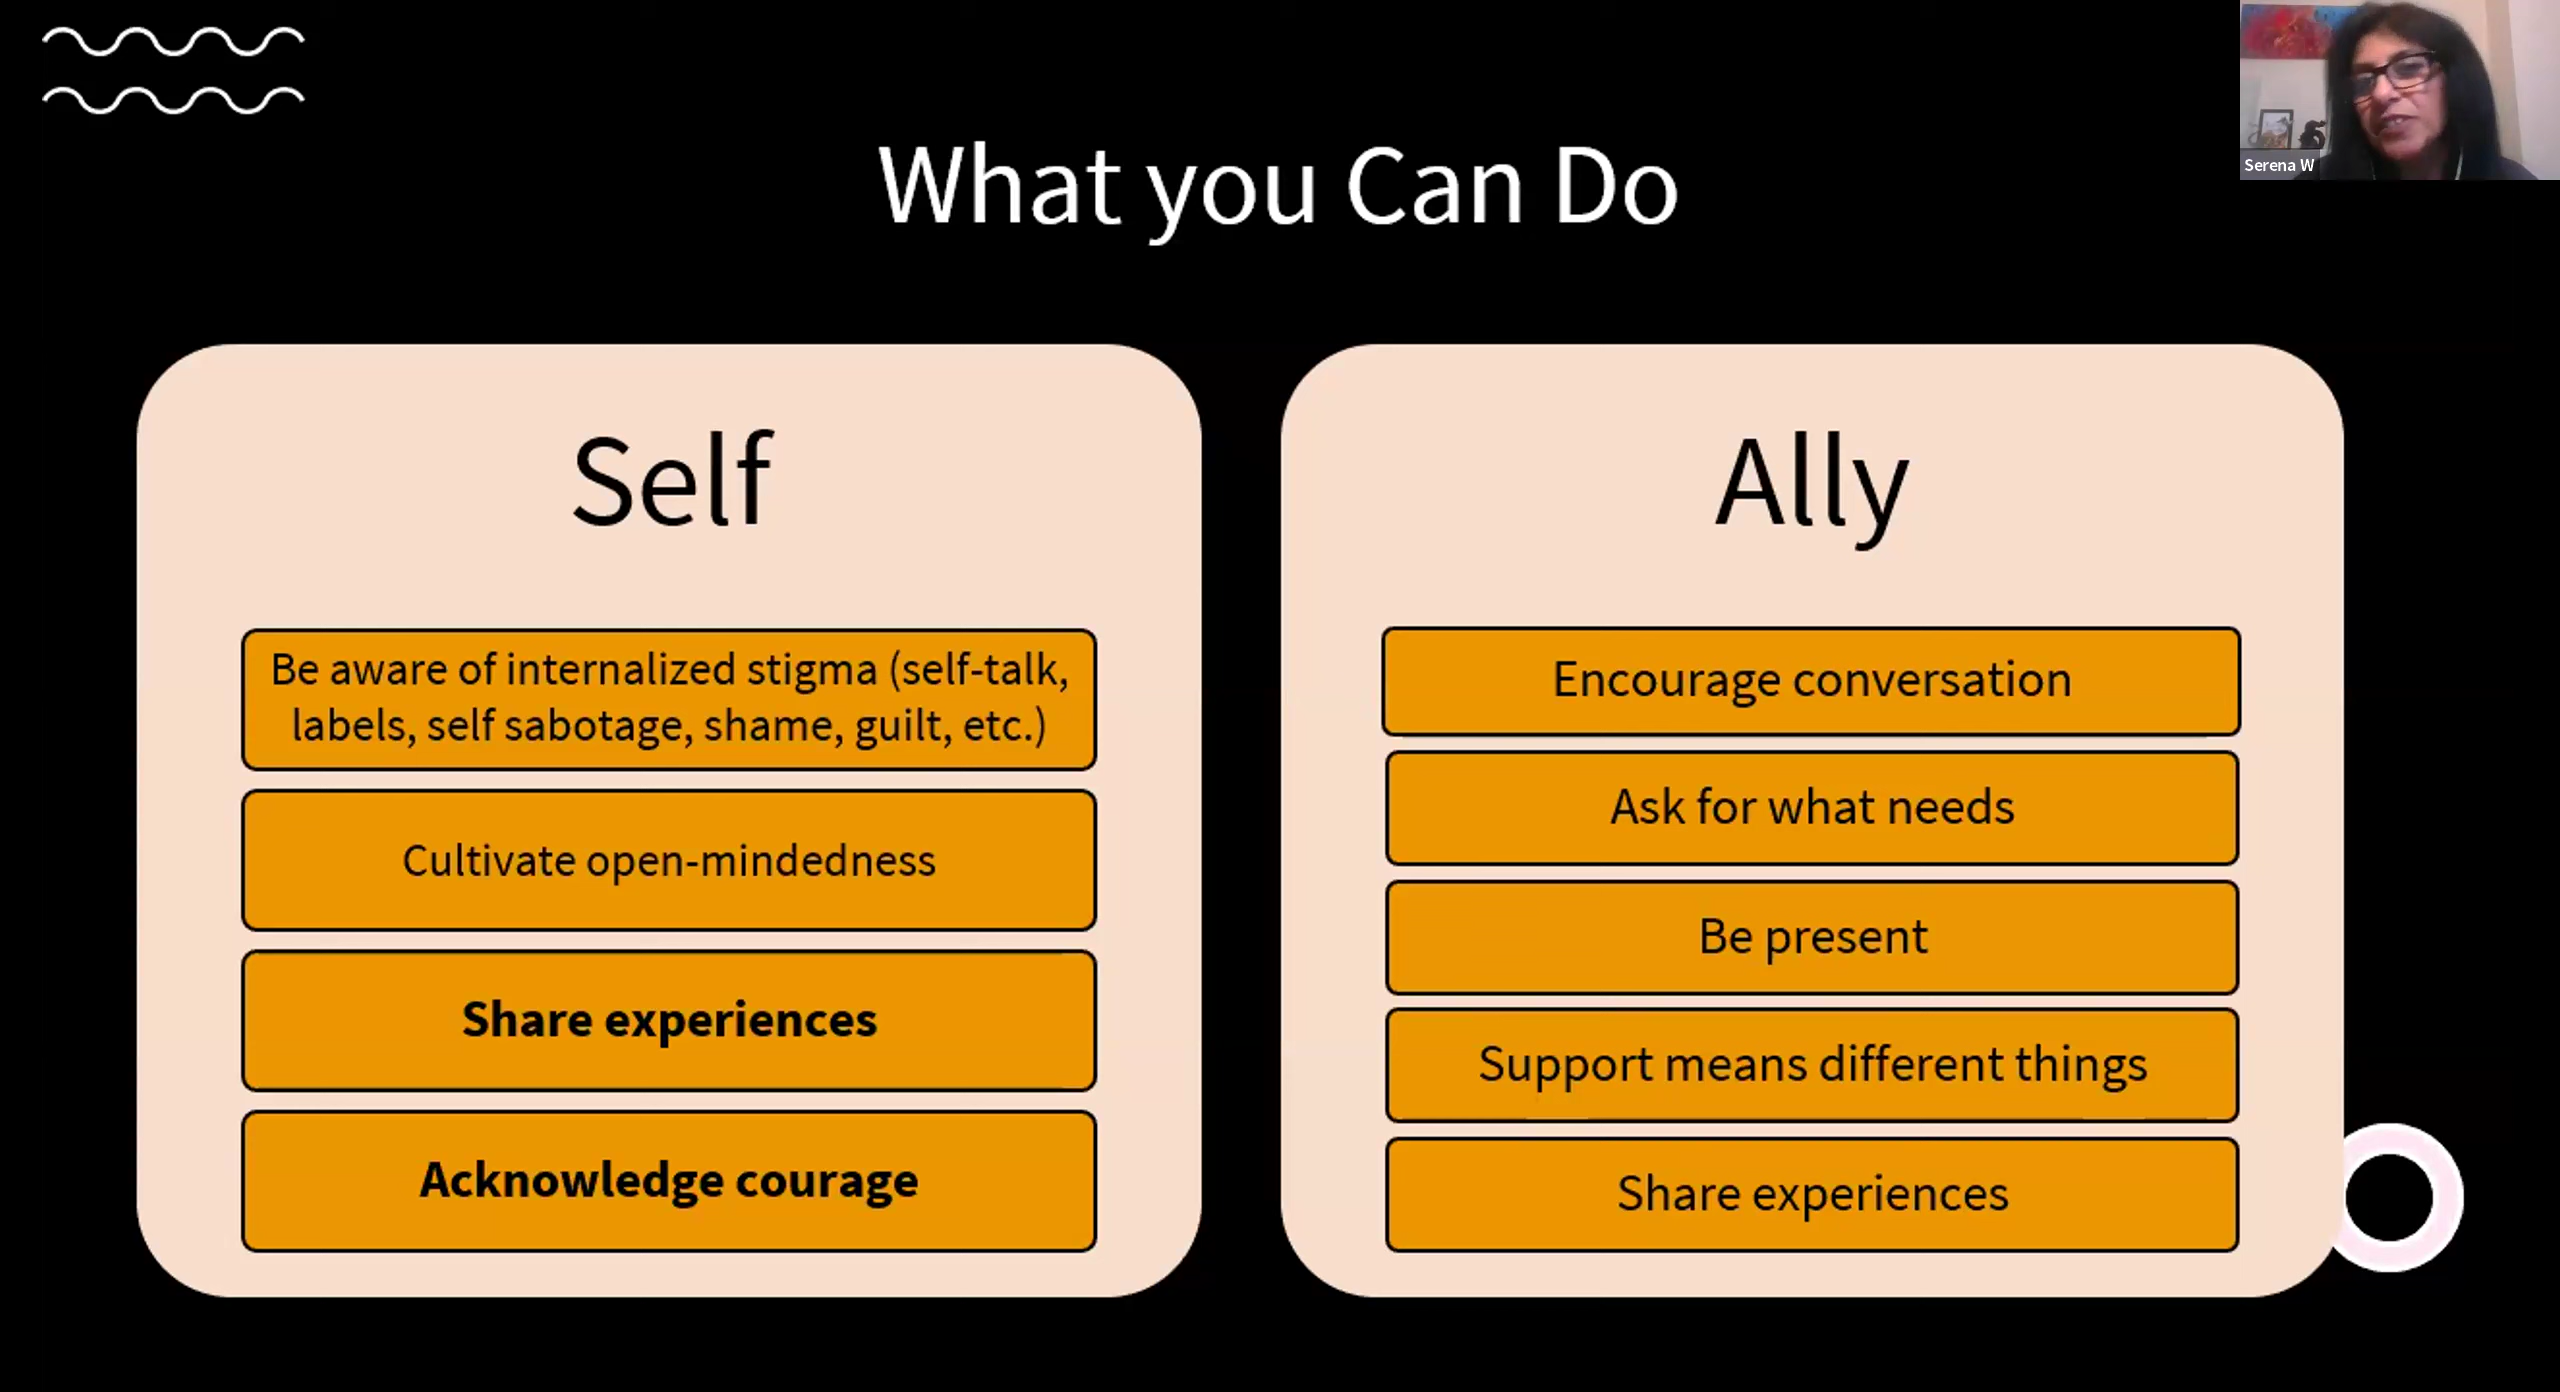 What you Can Do
Serena W
Self
Be aware of internalized stigma (self-talk,
labels, self sabotage, shame, guilt, etc.)
Cultivate open-mindedness
Share experiences
Acknowledge courage
Ally
Encourage conversation
Ask for what needs
Be present
Support means different things
Share experiences